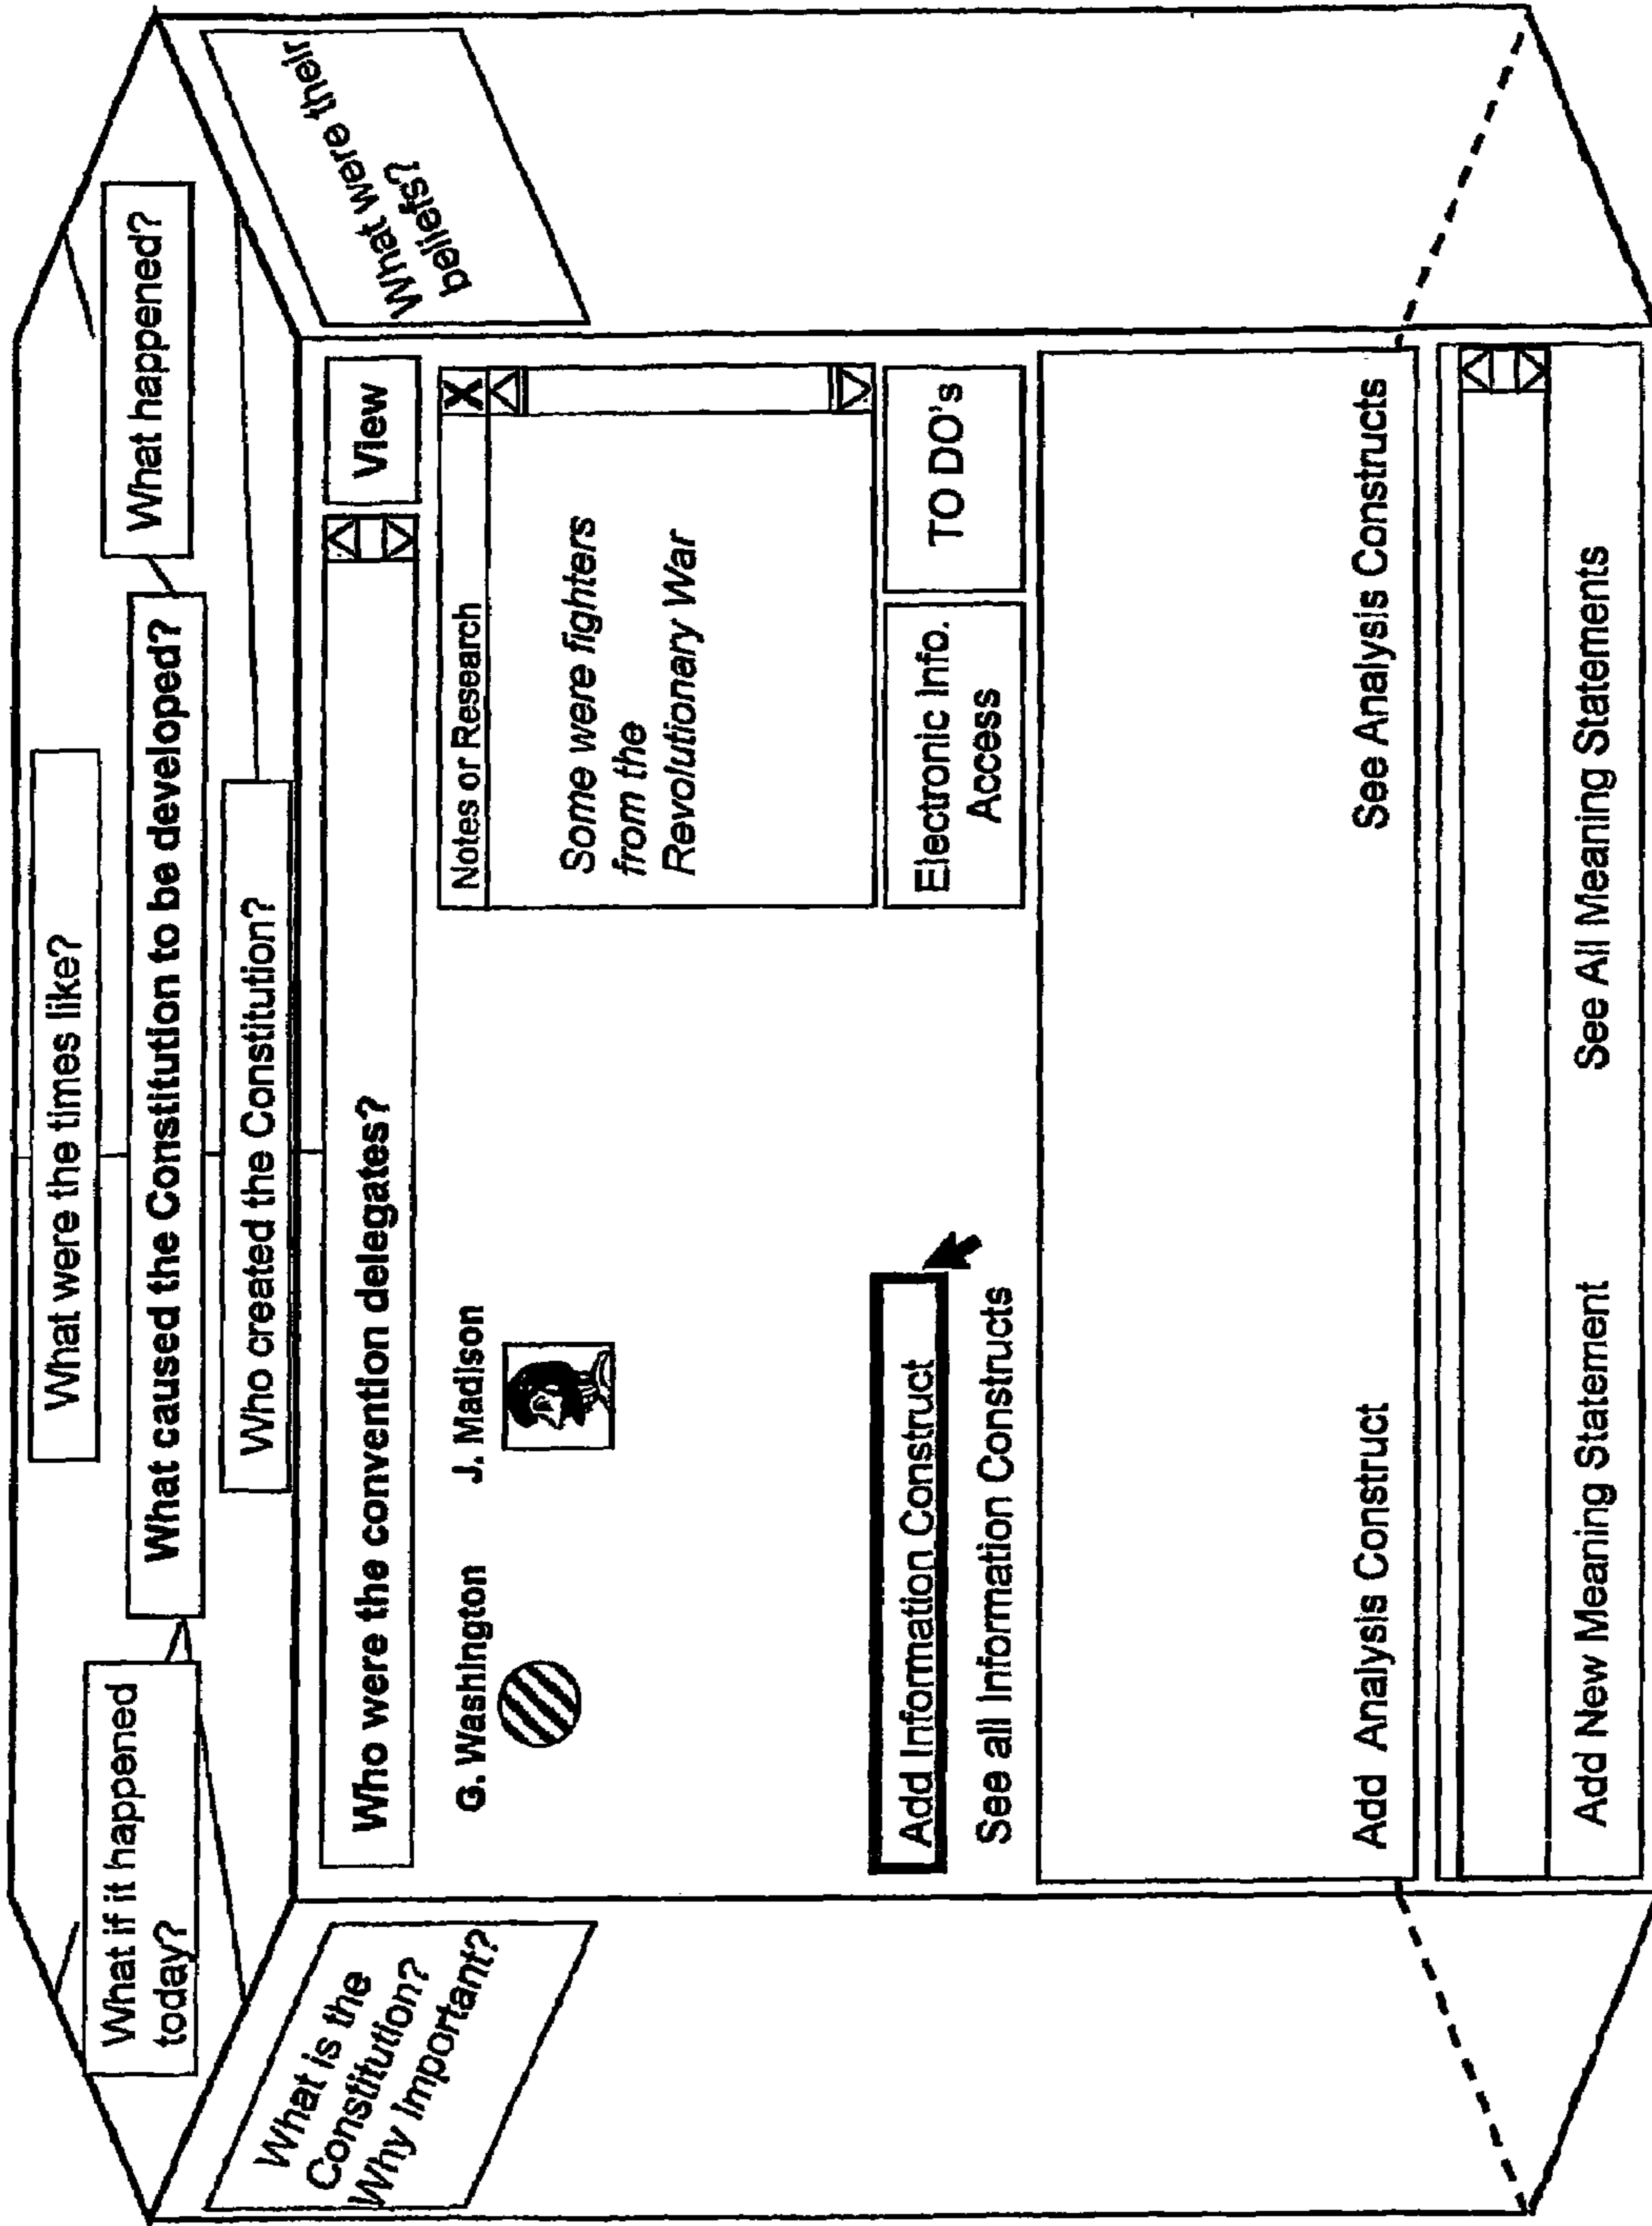 What were the times like?
What if it happened
today?
What caused the Constitution to be developed?
What happened?
Who created the Constitution?
What is the
Constitution?
Why Important?
Who were the convention delegates?
View
What were their
beliefs?
G. Washington
J. Madison
Notes or Research
X
Some were fighters
from the
Revolutionary War
Add Information Construct
See all Information Constructs
Electronic Info.
Access
TO DO's
Add Analysis Construct
See Analysis Constructs
Add New Meaning Statement
See All Meaning Statements